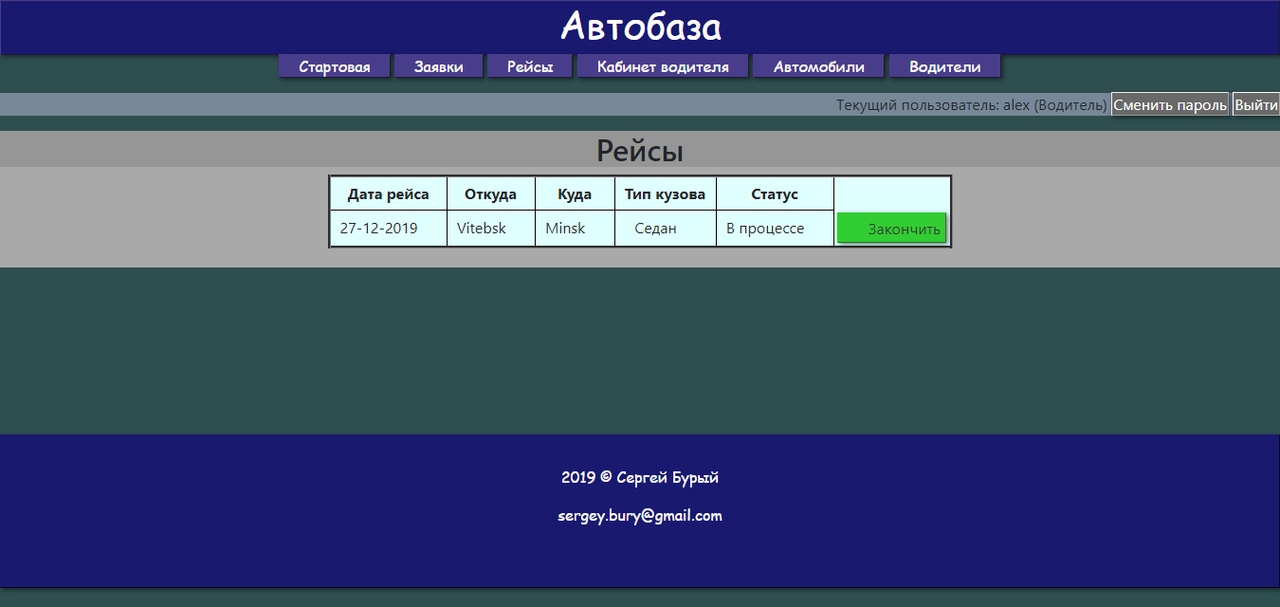 Автобаза
Стартовая Заявки Рейсы Кабинет водителя Автомобили Водители
Текущий пользователь: alex (Водитель) Сменить пароль Выйти
Рейсы
Дата рейса Откуда Куда Тип кузова Статус
27-12-2019 Vitebsk Minsk Седан В процессе Закончить
2019 © Сергей Бурый
sergey.bury@gmail.com